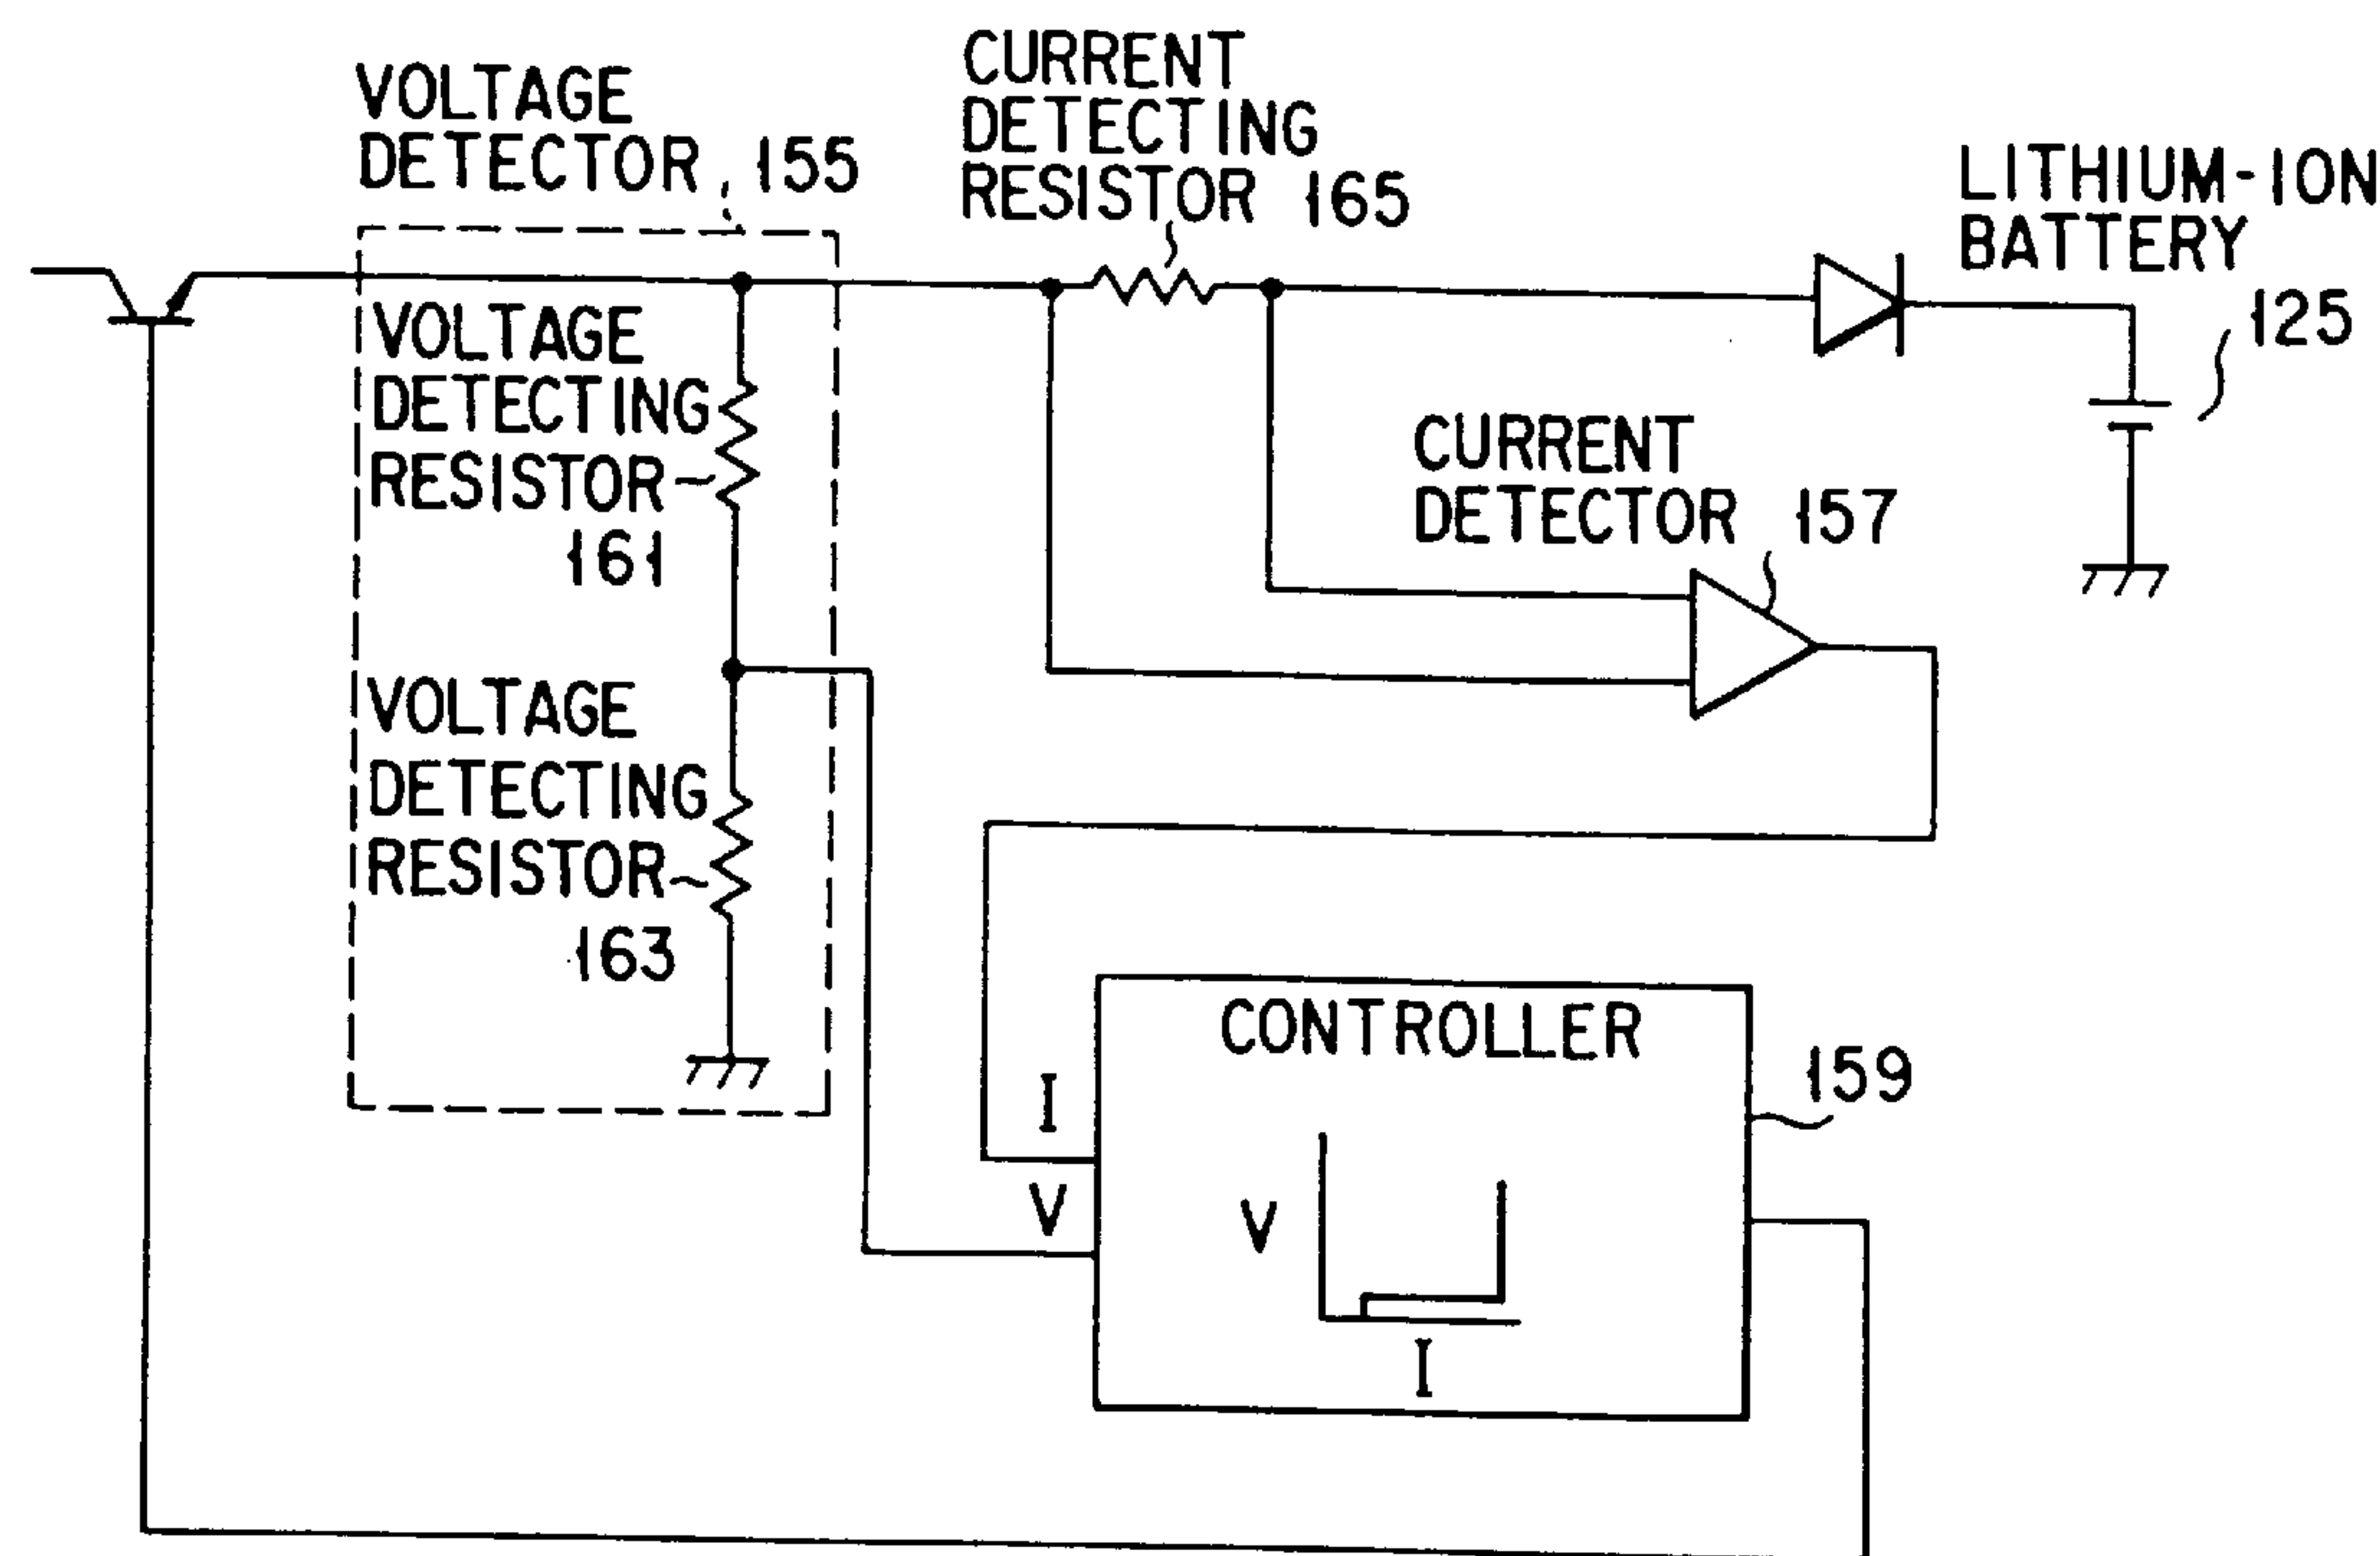 VOLTAGE
DETECTOR 155
CURRENT
DETECTING
RESISTOR 165
LITHIUM-ION
BATTERY
125
VOLTAGE
DETECTING
RESISTOR
161
CURRENT
DETECTOR 157
VOLTAGE
DETECTING
RESISTOR
163
CONTROLLER
159
I
V
V
I